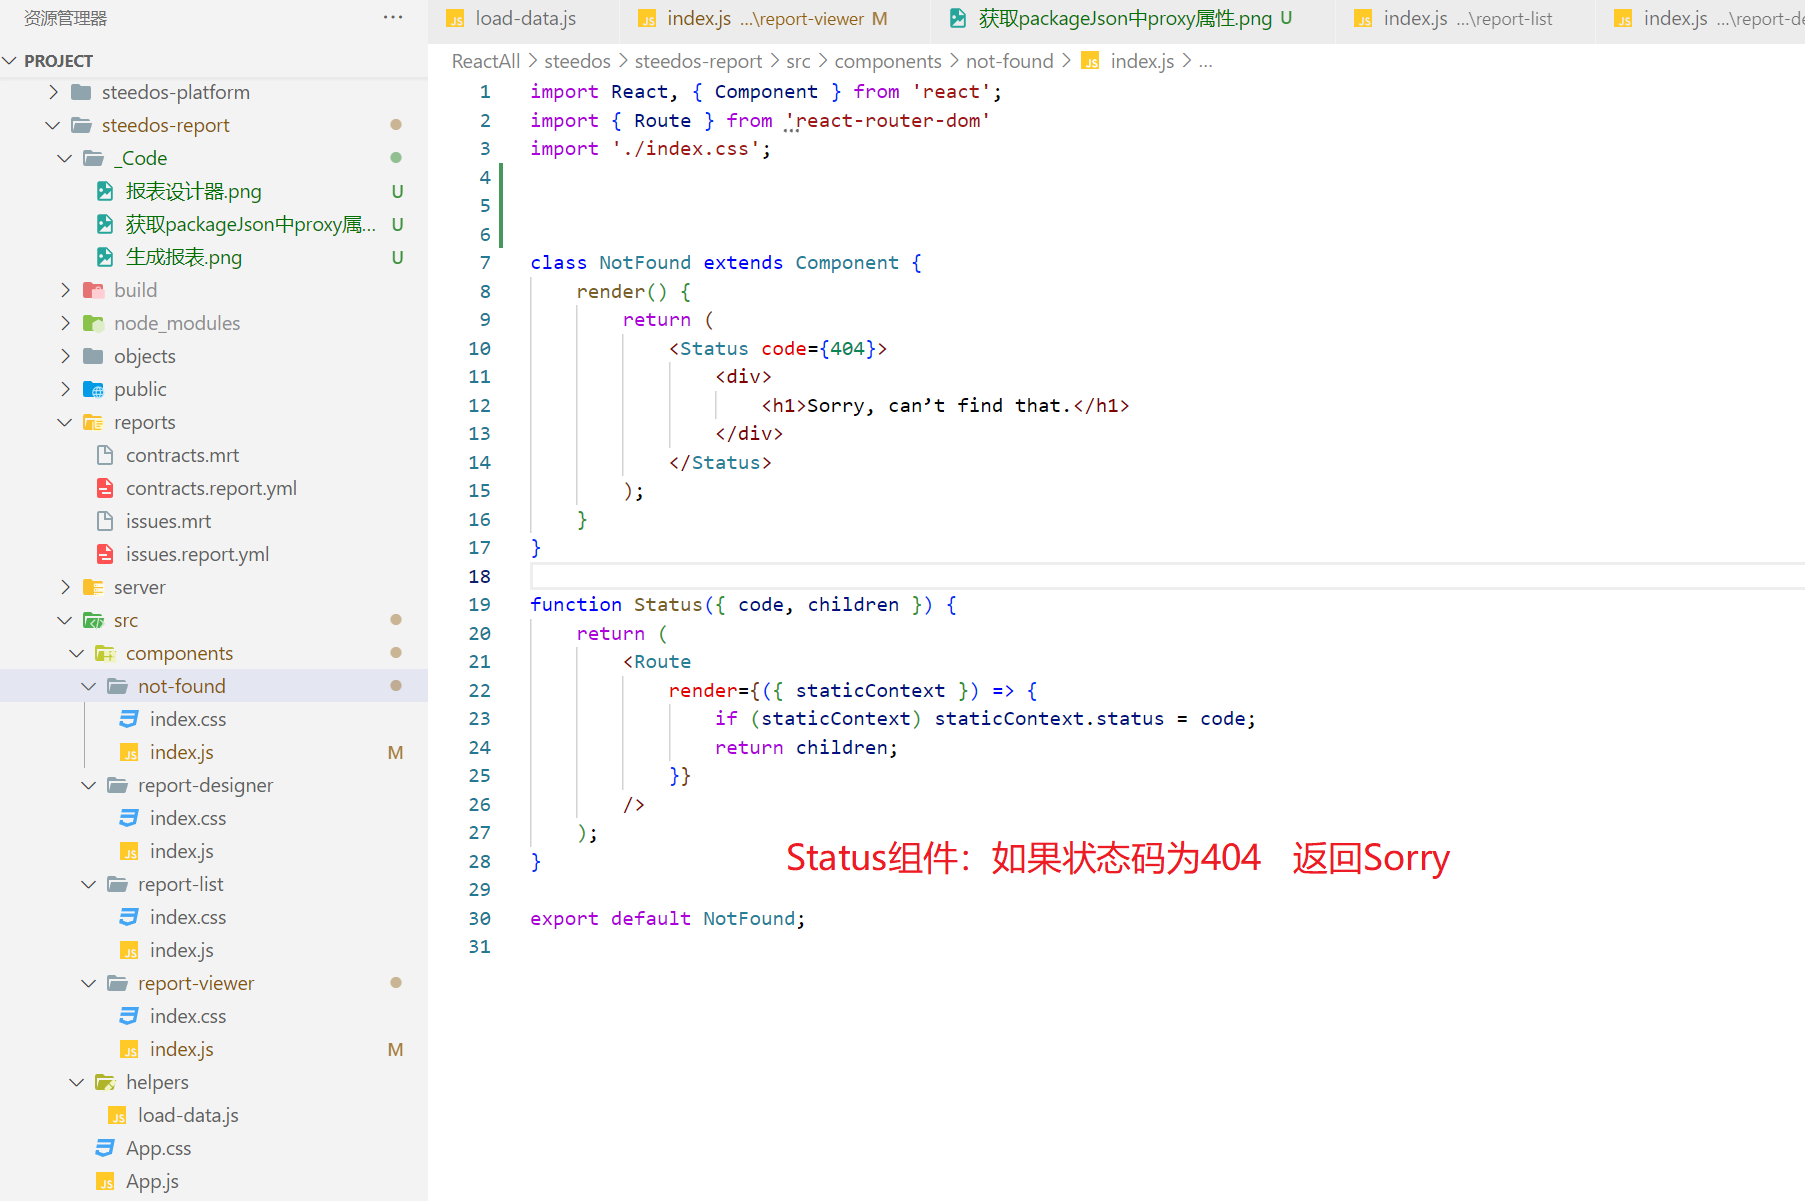 资源管理器 ···
PROJECT
steedos-platform
steedos-report
_Code
报表设计器.png U
获取packageJson中proxy属... U
生成报表.png U
build
node_modules
objects
public
reports
contracts.mrt
contracts.report.yml
issues.mrt
issues.report.yml
server
src
components
not-found
index.css
index.js M
report-designer
index.css
index.js
report-list
index.css
index.js
report-viewer
index.css
index.js M
helpers
load-data.js
App.css
App.js
load-data.js index.js ...\report-viewer M 获取packageJson中proxy属性.png U index.js ...\report-list index.js ...\report-de
ReactAll > steedos > steedos-report > src > components > not-found > index.js > ...
1 import React, { Component } from 'react';
2 import { Route } from 'react-router-dom'
3 import './index.css';
4
5
6
7 class NotFound extends Component {
8 render() {
9 return (
10 <Status code={404}>
11 <div>
12 <h1>Sorry, can’t find that.</h1>
13 </div>
14 </Status>
15 );
16 }
17 }
18
19 function Status({ code, children }) {
20 return (
21 <Route
22 render={({ staticContext }) => {
23 if (staticContext) staticContext.status = code;
24 return children;
25 }}
26 />
27 );
28 }
Status组件：如果状态码为404 返回Sorry
29
30 export default NotFound;
31